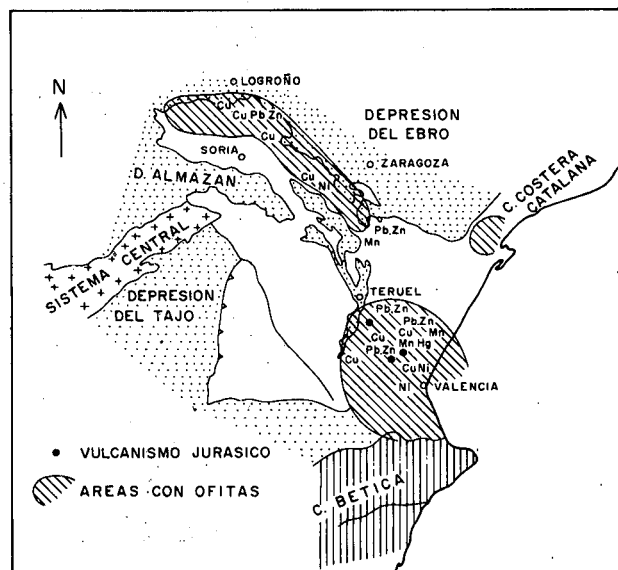 N
LOGROÑO
Cu
Cu Pb Zn
Cu
DEPRESION
DEL EBRO
SORIA
ZARAGOZA
D. ALMAZAN
Cu
Ni
C. COSTERA
CATALANA
Pb,Zn
Mn
SISTEMA CENTRAL
DEPRESION
DEL TAJO
TERUEL
Pb,Zn
Pb,Zn
Cu Mn
Cu
Mn Hg
Pb,Zn
Cu
Cu Ni
Ni
VALENCIA
VULCANISMO JURASICO
AREAS CON OFITAS
C. BETICA